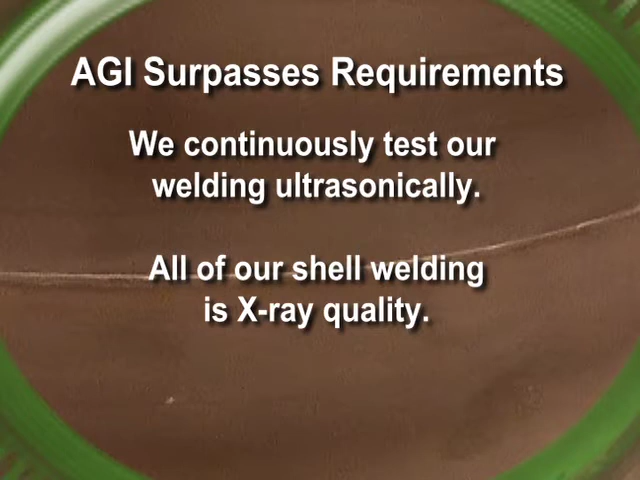 AGI Surpasses Requirements
We continuously test our
welding ultrasonically.
All of our shell welding
is X-ray quality.